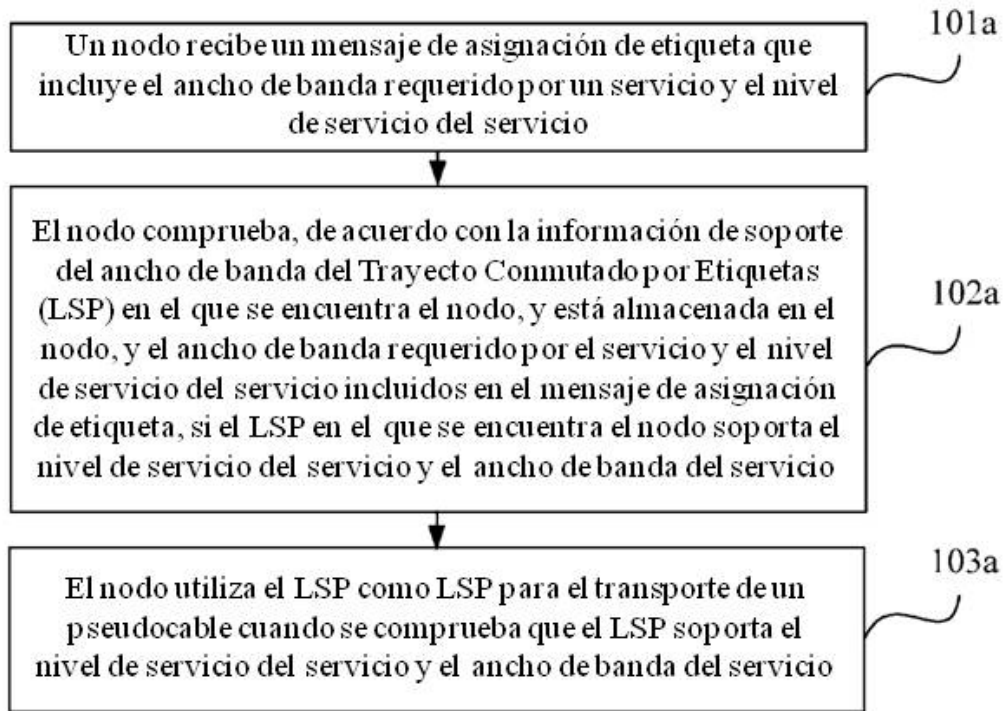 Un nodo recibe un mensaje de asignación de etiqueta que
incluye el ancho de banda requerido por un servicio y el nivel
de servicio del servicio
101a
El nodo comprueba, de acuerdo con la información de soporte
del ancho de banda del Trayecto Conmutado por Etiquetas
(LSP) en el que se encuentra el nodo, y está almacenada en el
nodo, y el ancho de banda requerido por el servicio y el nivel
de servicio del servicio incluidos en el mensaje de asignación
de etiqueta, si el LSP en el que se encuentra el nodo soporta el
nivel de servicio del servicio y el ancho de banda del servicio
102a
El nodo utiliza el LSP como LSP para el transporte de un
pseudocable cuando se comprueba que el LSP soporta el
nivel de servicio del servicio y el ancho de banda del servicio
103a